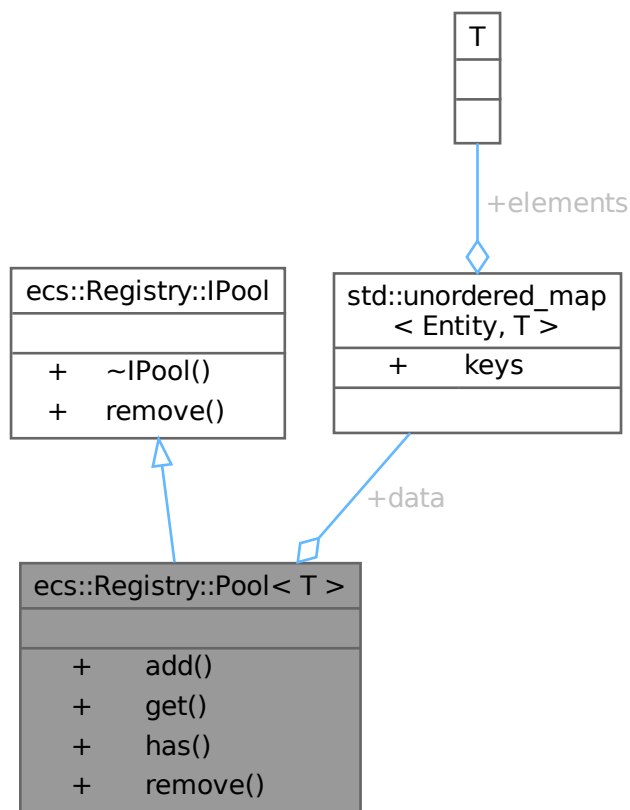 T
+elements
ecs::Registry::IPool
+ ~IPool()
+ remove()
std::unordered_map
< Entity, T >
+ keys
+data
ecs::Registry::Pool< T >
+ add()
+ get()
+ has()
+ remove()